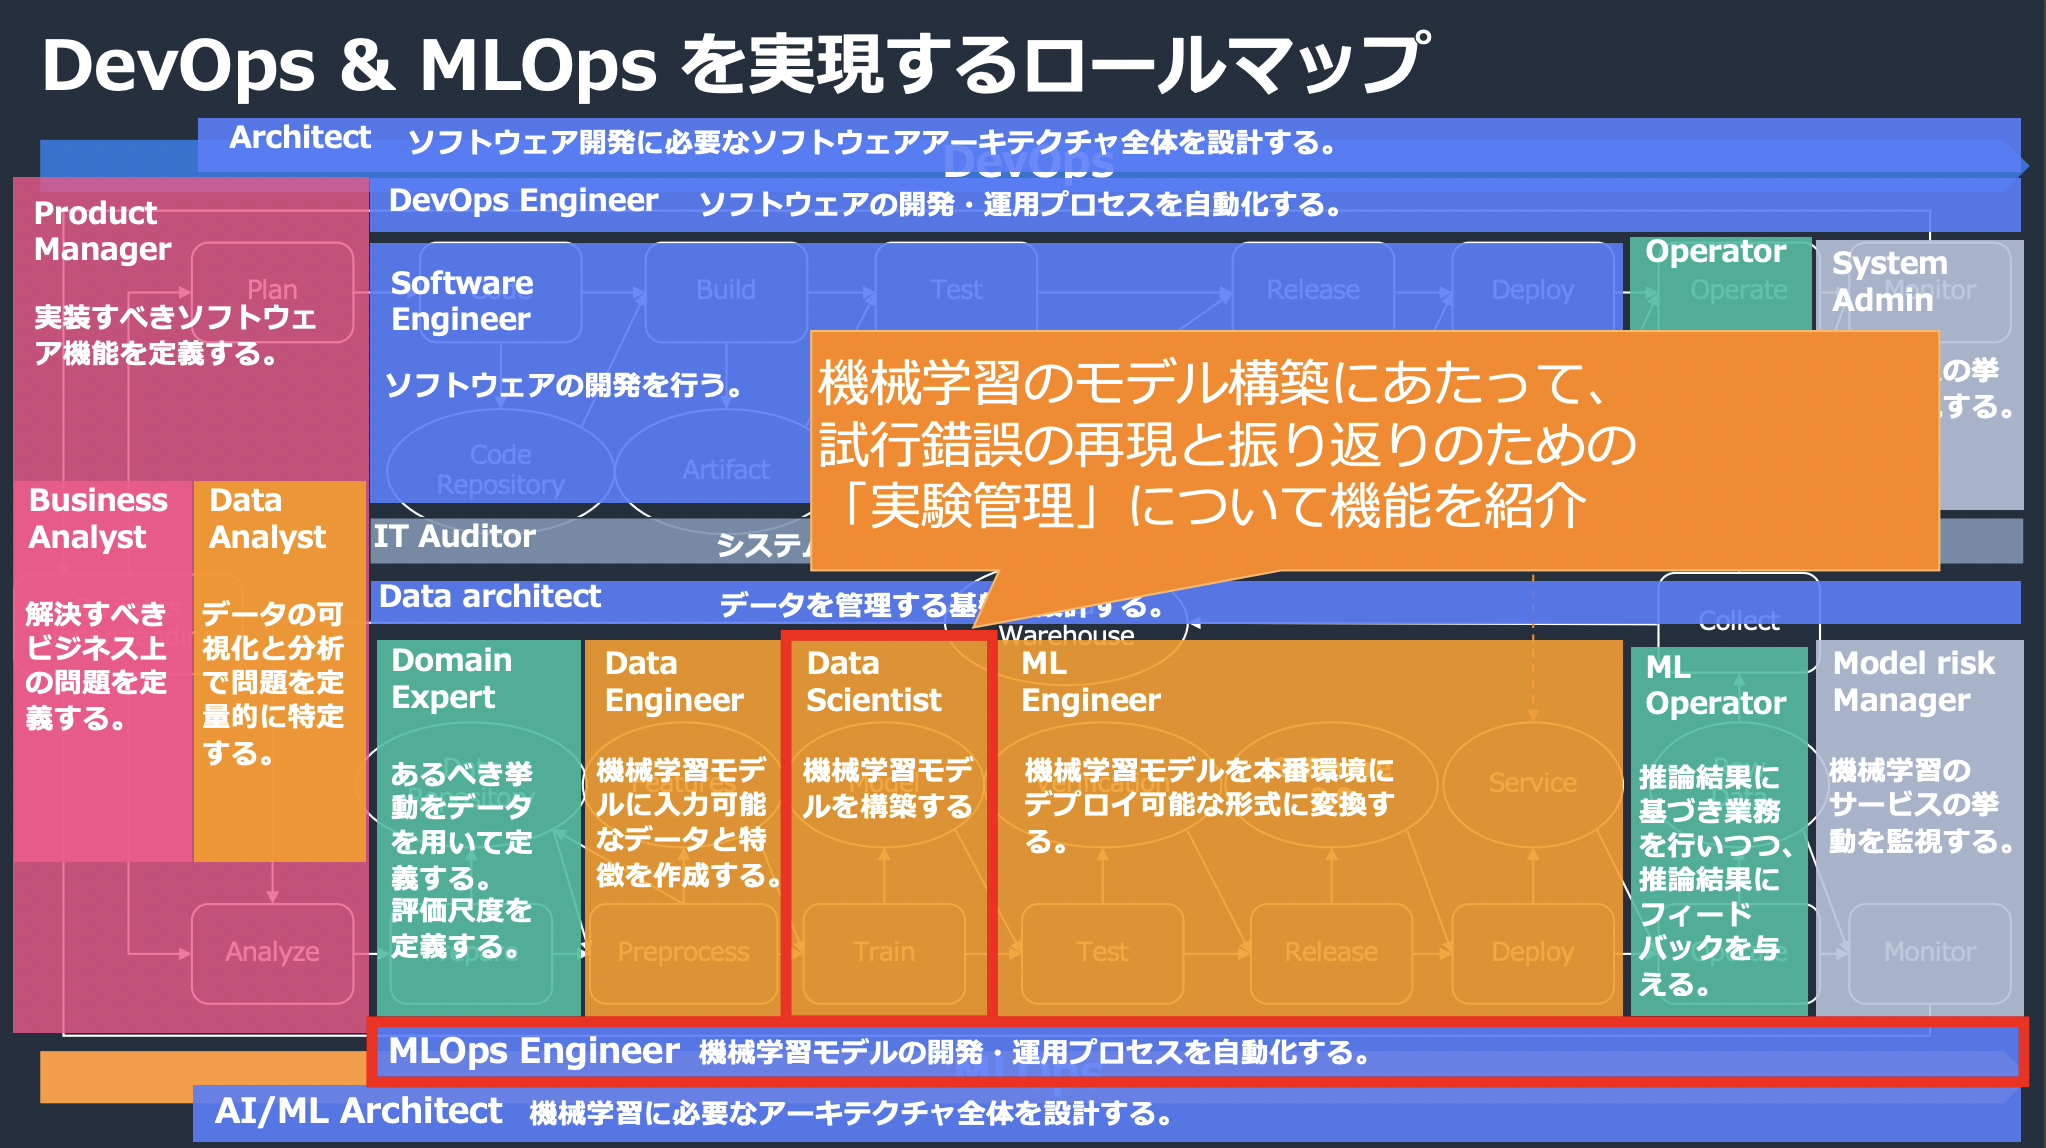 DevOps & MLOps を実現するロールマップ
Architect ソフトウェア開発に必要なソフトウェアアーキテクチャ全体を設計する。
DevOps
DevOps Engineer ソフトウェアの開発・運用プロセスを自動化する。
Product
Manager
実装すべきソフトウェ
ア機能を定義する。
Plan
Software
Engineer
ソフトウェアの開発を行う。
Code
Build
Test
Release
Deploy
Operator
Operate
System
Admin
Monitor
の挙
する。
Code
Repository
Artifact
機械学習のモデル構築にあたって、
試行錯誤の再現と振り返りのための
「実験管理」について機能を紹介
Business
Analyst
解決すべき
ビジネス上
の問題を定
義する。
Data
Analyst
データの可
視化と分析
で問題を定
量的に特定
する。
Analyze
IT Auditor システム
Data architect データを管理する基盤を設計する。
Warehouse
Collect
Domain
Expert
あるべき挙
動をデータ
を用いて定
義する。
評価尺度を
定義する。
Data
Engineer
機械学習モデ
ルに入力可能
なデータと特
徴を作成する。
Features
Preprocess
Data
Scientist
機械学習モデ
ルを構築する
Model
Train
ML
Engineer
機械学習モデルを本番環境に
デプロイ可能な形式に変換す
る。
Verification
Service
Test
Release
Deploy
ML
Operator
推論結果に
基づき業務
を行いつつ、
推論結果に
フィード
バックを与
える。
Operate
Model risk
Manager
機械学習の
サービスの挙
動を監視する。
Monitor
MLOps Engineer 機械学習モデルの開発・運用プロセスを自動化する。
MLOps
AI/ML Architect 機械学習に必要なアーキテクチャ全体を設計する。